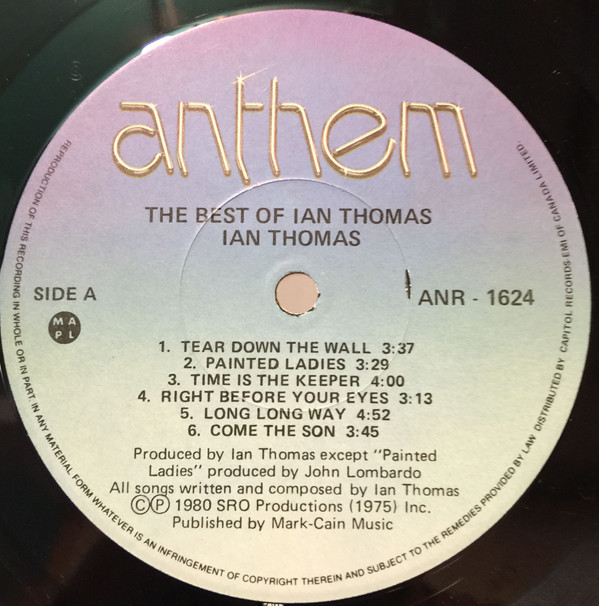 anthem
THE BEST OF IAN THOMAS
IAN THOMAS
SIDE A
ANR - 1624
M A
P L
1. TEAR DOWN THE WALL 3:37
2. PAINTED LADIES 3:29
3. TIME IS THE KEEPER 4:00
4. RIGHT BEFORE YOUR EYES 3:13
5. LONG LONG WAY 4:52
6. COME THE SON 3:45
Produced by Ian Thomas except "Painted
Ladies" produced by John Lombardo
All songs written and composed by Ian Thomas
©℗ 1980 SRO Productions (1975) Inc.
Published by Mark-Cain Music
REPRODUCTION OF THIS RECORDING IN WHOLE OR IN PART. IN ANY MATERIAL FORM WHATEVER IS AN INFRINGEMENT OF COPYRIGHT THEREIN AND SUBJECT TO THE REMEDIES PROVIDED BY LAW DISTRIBUTED BY CAPITOL RECORDS-EMI OF CANADA LIMITED.